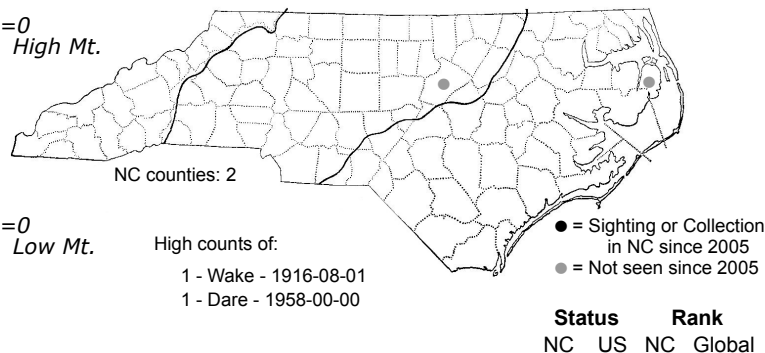 =0
High Mt.
NC counties: 2
=0
Low Mt.
High counts of:
1 - Wake - 1916-08-01
1 - Dare - 1958-00-00
● = Sighting or Collection
in NC since 2005
● = Not seen since 2005
Status Rank
NC US NC Global